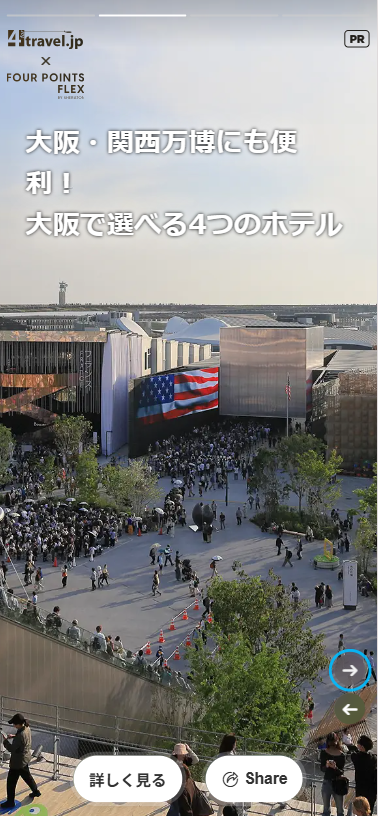 4travel.jp
PR
×
FOUR POINTS
FLEX
BY SHERATON
大阪・関西万博にも便
利！
大阪で選べる4つのホテル
詳しく見る
Share